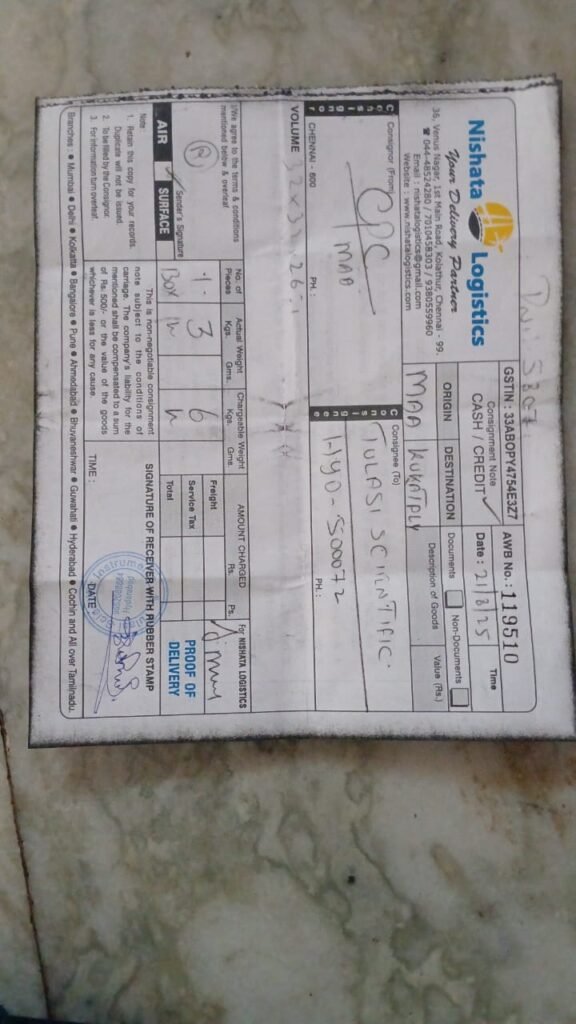 Nishata Logistics
Your Delivery Partner
36, Venus Nagar, 1st Main Road, Kolathur, Chennai - 99.
☎ 044-48524280 / 7010458303 / 9380559960
Email : nishatalogistics@gmail.com
Website : www.nishatalogistics.com
GSTIN : 33ABOPY4754E3Z7
AWB No. : 119510
Consignment Note
CASH / CREDIT ✓
Date : 21/8/25
Time
ORIGIN
DESTINATION
Documents
Non-Documents
MAA
KUKATPLY
Description of Goods
Value (Rs.)
Consignor (From)
CPC
MAA
CHENNAI - 600
PH :
Consignee (To)
TULASI SCIENTIFIC
HYD - 500072
PH :
VOLUME
I/We agree to the terms & conditions
mentioned below & overleaf
Sender's Signature
AIR
SURFACE
No. of Pieces
Actual Weight
Kgs. Gms.
Chargeable Weight
Kgs. Gms.
AMOUNT CHARGED
Rs. Ps.
1
Box
3
6
Freight
Service Tax
Total
For NISHATA LOGISTICS
PROOF OF
DELIVERY
Note :
1. Retain this copy for your records.
Duplicate will not be issued.
2. To be filled by the Consignor.
3. For information turn overleaf.
This is non-negotiable consignment
note subject to the conditions of
carriage. The company's liability for the
mentioned shall be compensated to a sum
of Rs. 500/- or the value of the goods
whichever is less for any cause.
SIGNATURE OF RECEIVER WITH RUBBER STAMP
TIME :
DATE
Branches : ● Mumbai ● Delhi ● Kolkatta ● Bangalore ● Pune ● Ahmedabad ● Bhuvaneshwar ● Guwahati ● Hyderabad ● Cochin and All over Tamilnadu.